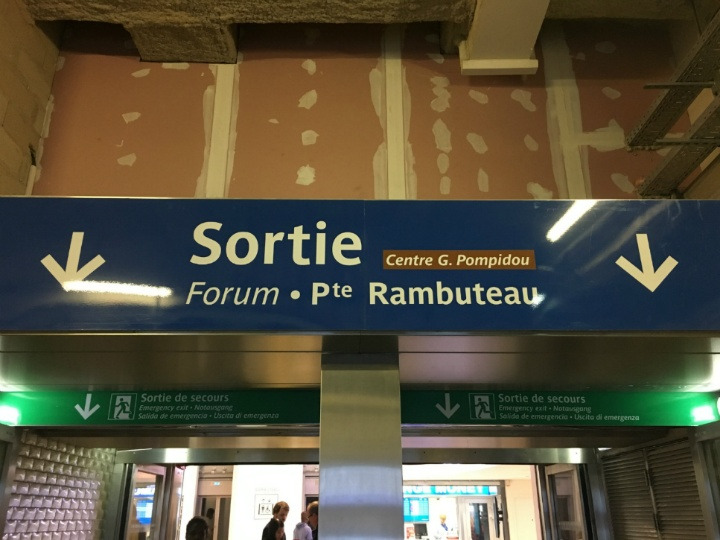 Sortie Centre G. Pompidou
Forum • Pte Rambuteau
Sortie de secours
Emergency exit • Notausgang
Salida de emergencia • Uscita di emergenza
Sortie de secours
Emergency exit • Notausgang
Salida de emergencia • Uscita di emergenza